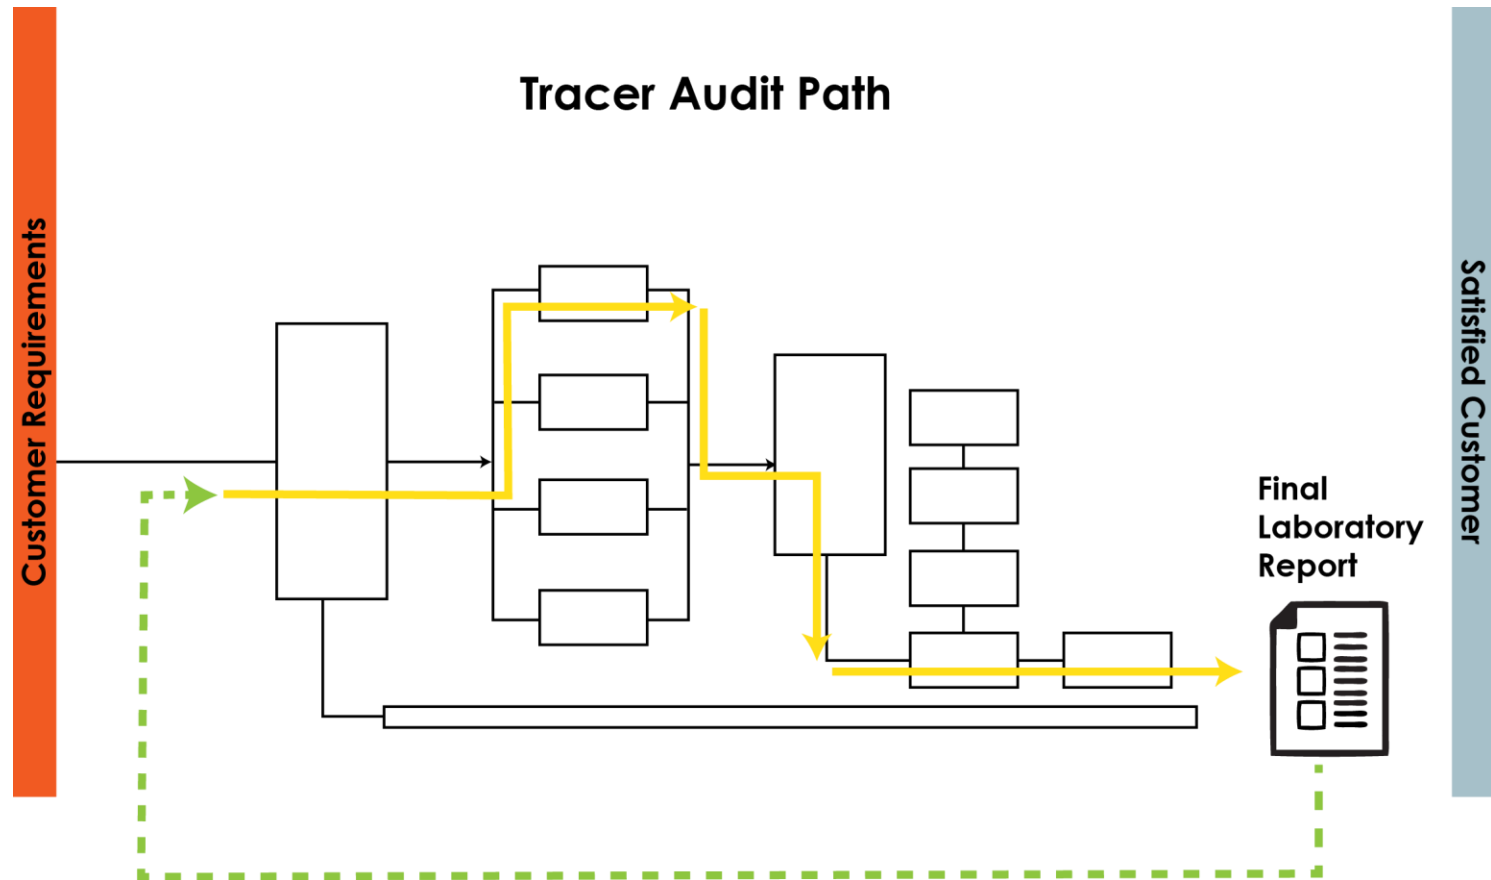 Tracer Audit Path
Customer Requirements
Final
Laboratory
Report
Satisfied Customer